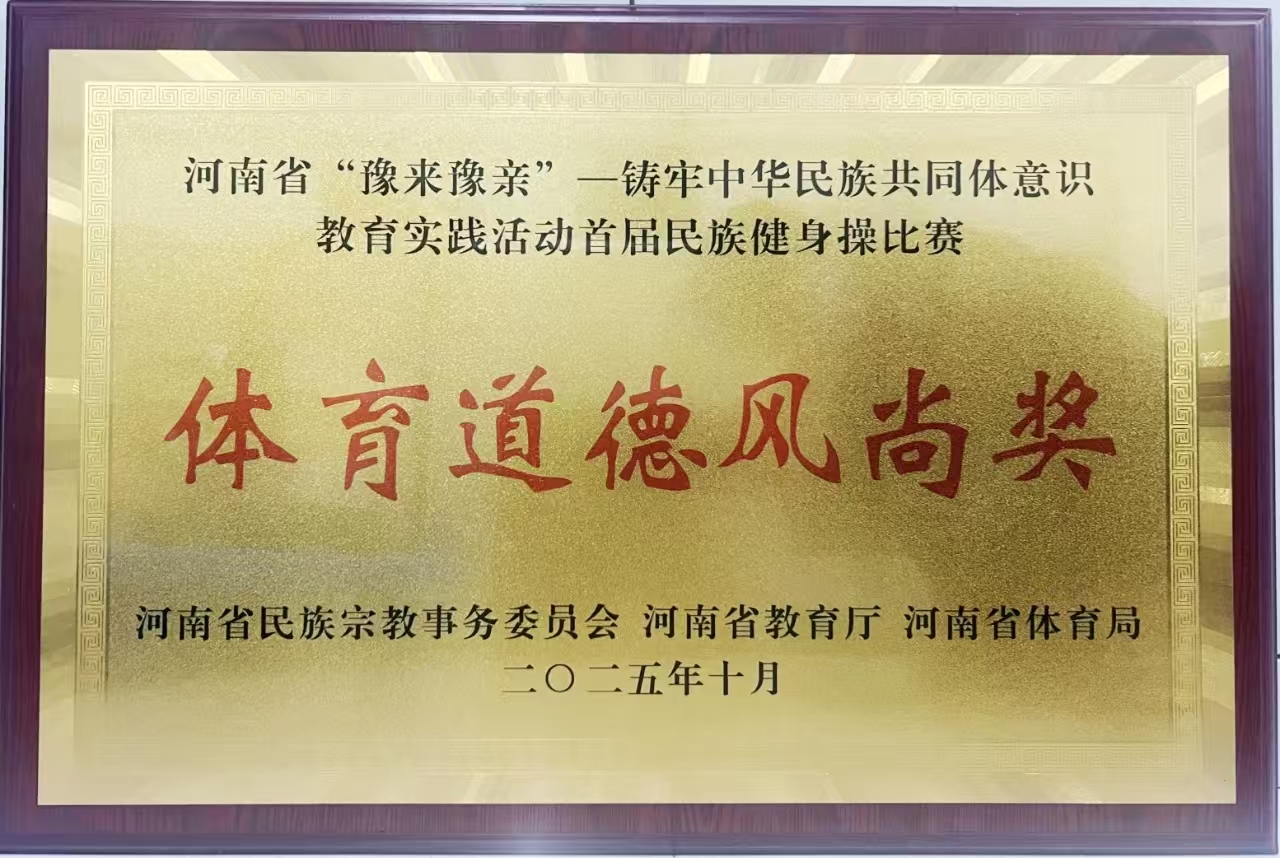 河南省“豫来豫亲”—铸牢中华民族共同体意识
教育实践活动首届民族健身操比赛
体育道德风尚奖
河南省民族宗教事务委员会 河南省教育厅 河南省体育局
二〇二五年十月